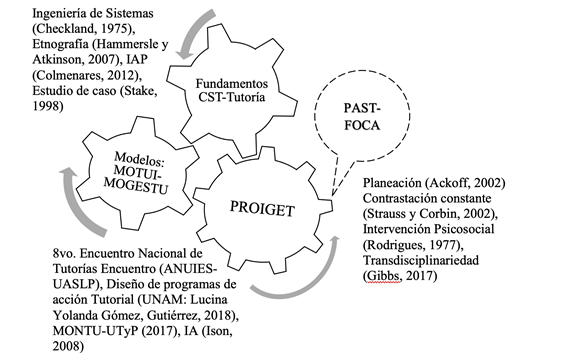 Ingeniería de Sistemas
(Checkland, 1975),
Etnografía (Hammersle y
Atkinson, 2007), IAP
(Colmenares, 2012),
Estudio de caso (Stake,
1998)
Fundamentos
CST-Tutoría
PAST-
FOCA
Modelos:
MOTUI-
MOGESTU
PROIGET
Planeación (Ackoff, 2002)
Contrastación constante
(Strauss y Corbin, 2002),
Intervención Psicosocial
(Rodrigues, 1977),
Transdisciplinariedad
(Gibbs, 2017)
8vo. Encuentro Nacional de
Tutorías Encuentro (ANUIES-
UASLP), Diseño de programas
de acción Tutorial (UNAM: Lucina
Yolanda Gómez, Gutiérrez, 2018),
MONTU-UTyP (2017), IA (Ison,
2008)